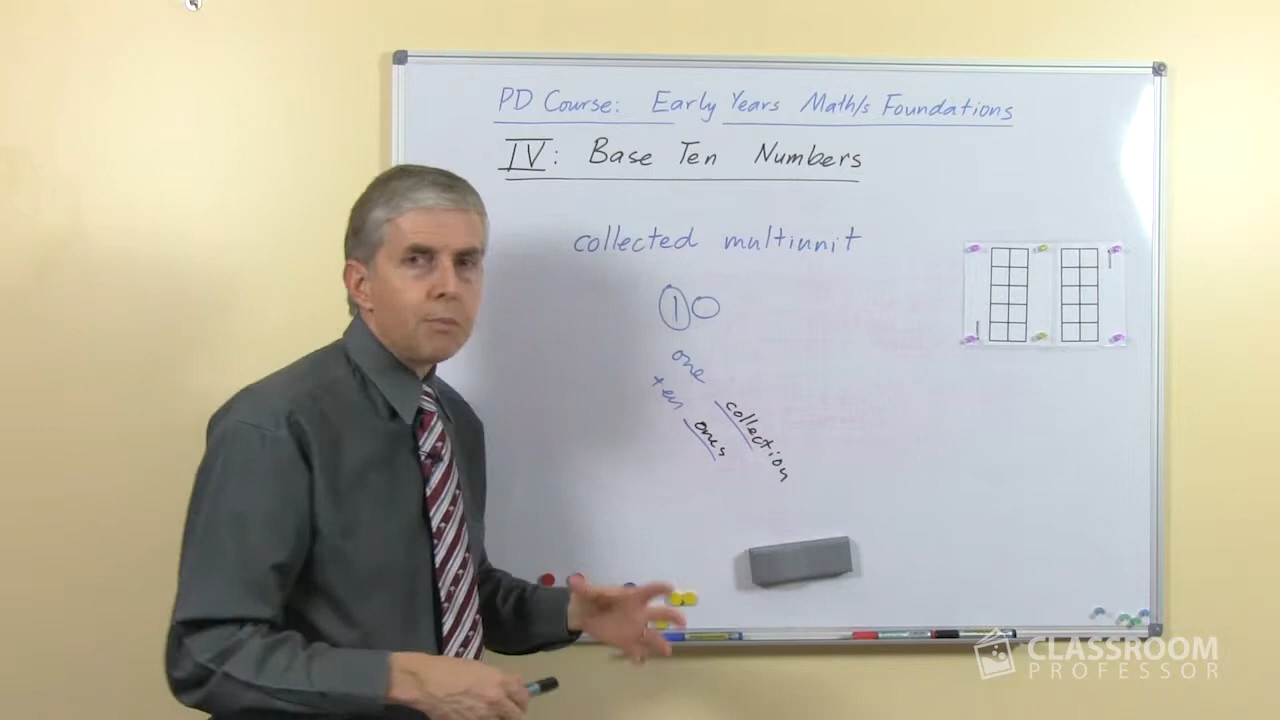 PD Course: Early Years Math/s Foundations
IV: Base Ten Numbers
collected multiunit
10
one collection
ten ones
CLASSROOM
PROFESSOR